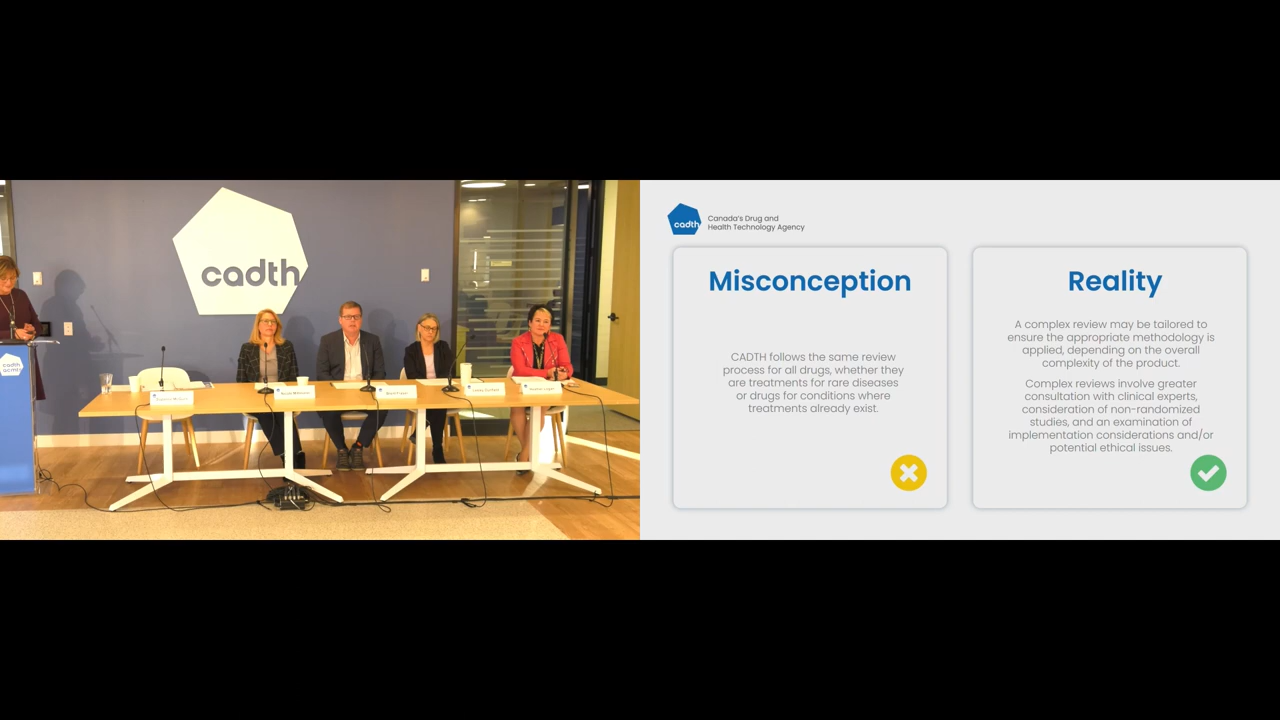 cadth
cadth
acmts
cadth
Canada's Drug and
Health Technology Agency
Misconception
CADTH follows the same review
process for all drugs, whether they
are treatments for rare diseases
or drugs for conditions where
treatments already exist.
Reality
A complex review may be tailored to
ensure the appropriate methodology is
applied, depending on the overall
complexity of the product.
Complex reviews involve greater
consultation with clinical experts,
consideration of non-randomized
studies, and an examination of
implementation considerations and/or
potential ethical issues.